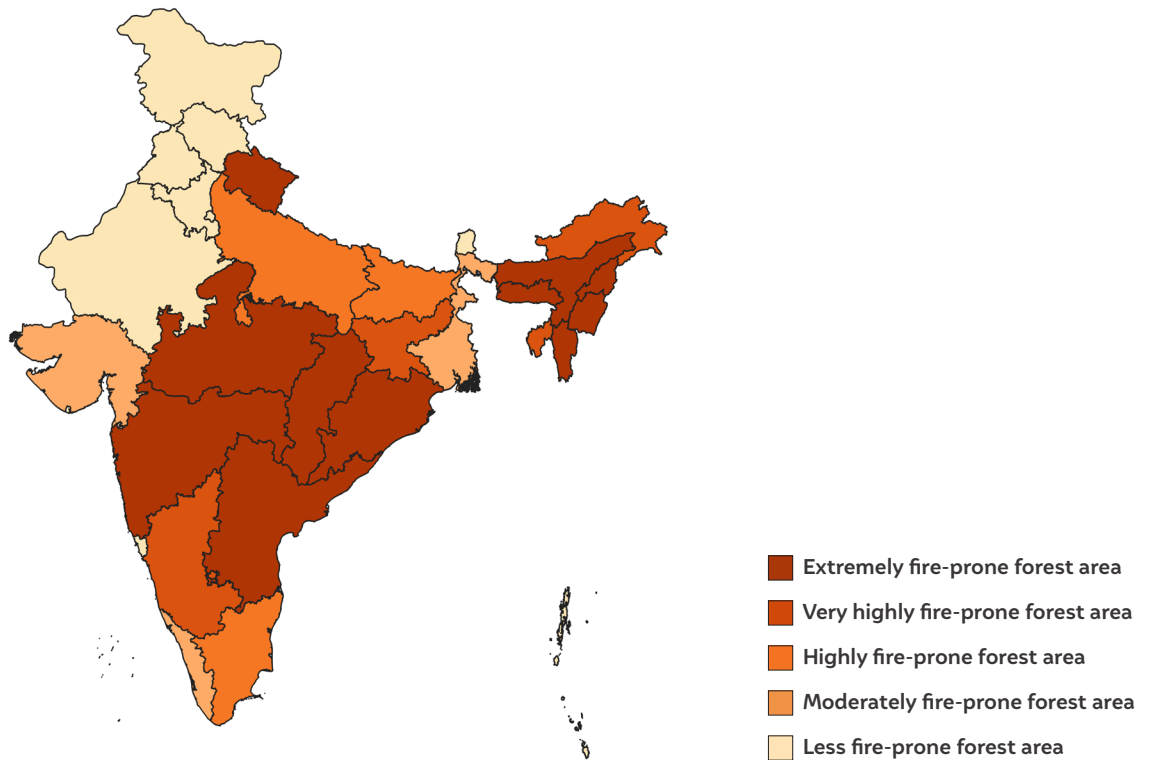 Extremely fire-prone forest area
Very highly fire-prone forest area
Highly fire-prone forest area
Moderately fire-prone forest area
Less fire-prone forest area